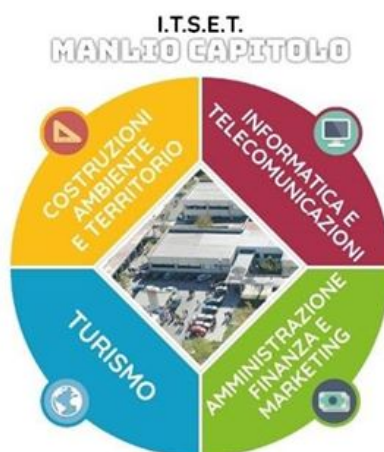 I.T.S.E.T.
MANLIO CAPITOLO
COSTRUZIONI
AMBIENTE
E TERRITORIO
INFORMATICA E
TELECOMUNICAZIONI
TURISMO
AMMINISTRAZIONE
FINANZA E
MARKETING